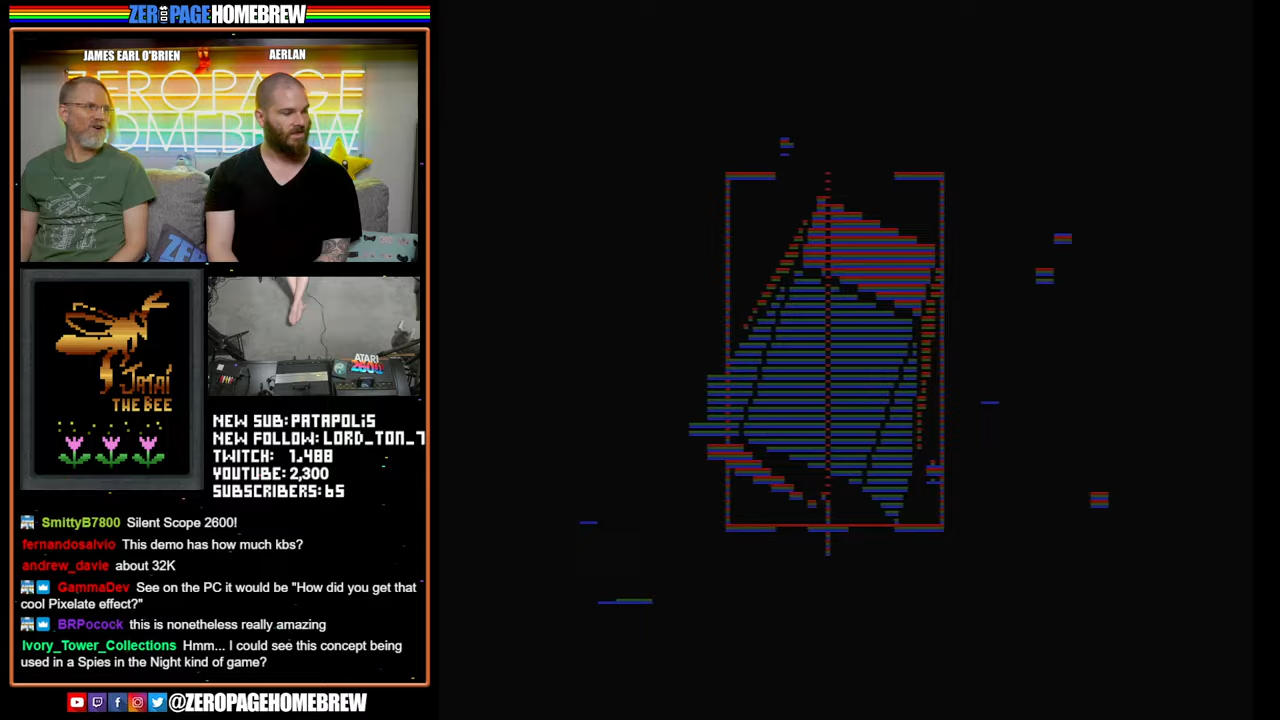 ZEROPAGE HOMEBREW
JAMES EARL O'BRIEN
AERLAN
ZEROPAGE
HOMEBREW
ATARI
2600
JATAI
THE BEE
NEW SUB: PATAPOLIS
NEW FOLLOW: LORD_TON_T
TWITCH: 1,488
YOUTUBE: 2,300
SUBSCRIBERS: 65
SmittyB7800 Silent Scope 2600!
fernandosalvio This demo has how much kbs?
andrew_davie about 32K
GammaDev See on the PC it would be "How did you get that
cool Pixelate effect?"
BRPocock this is nonetheless really amazing
Ivory_Tower_Collections Hmm... I could see this concept being
used in a Spies in the Night kind of game?
@ZEROPAGEHOMEBREW